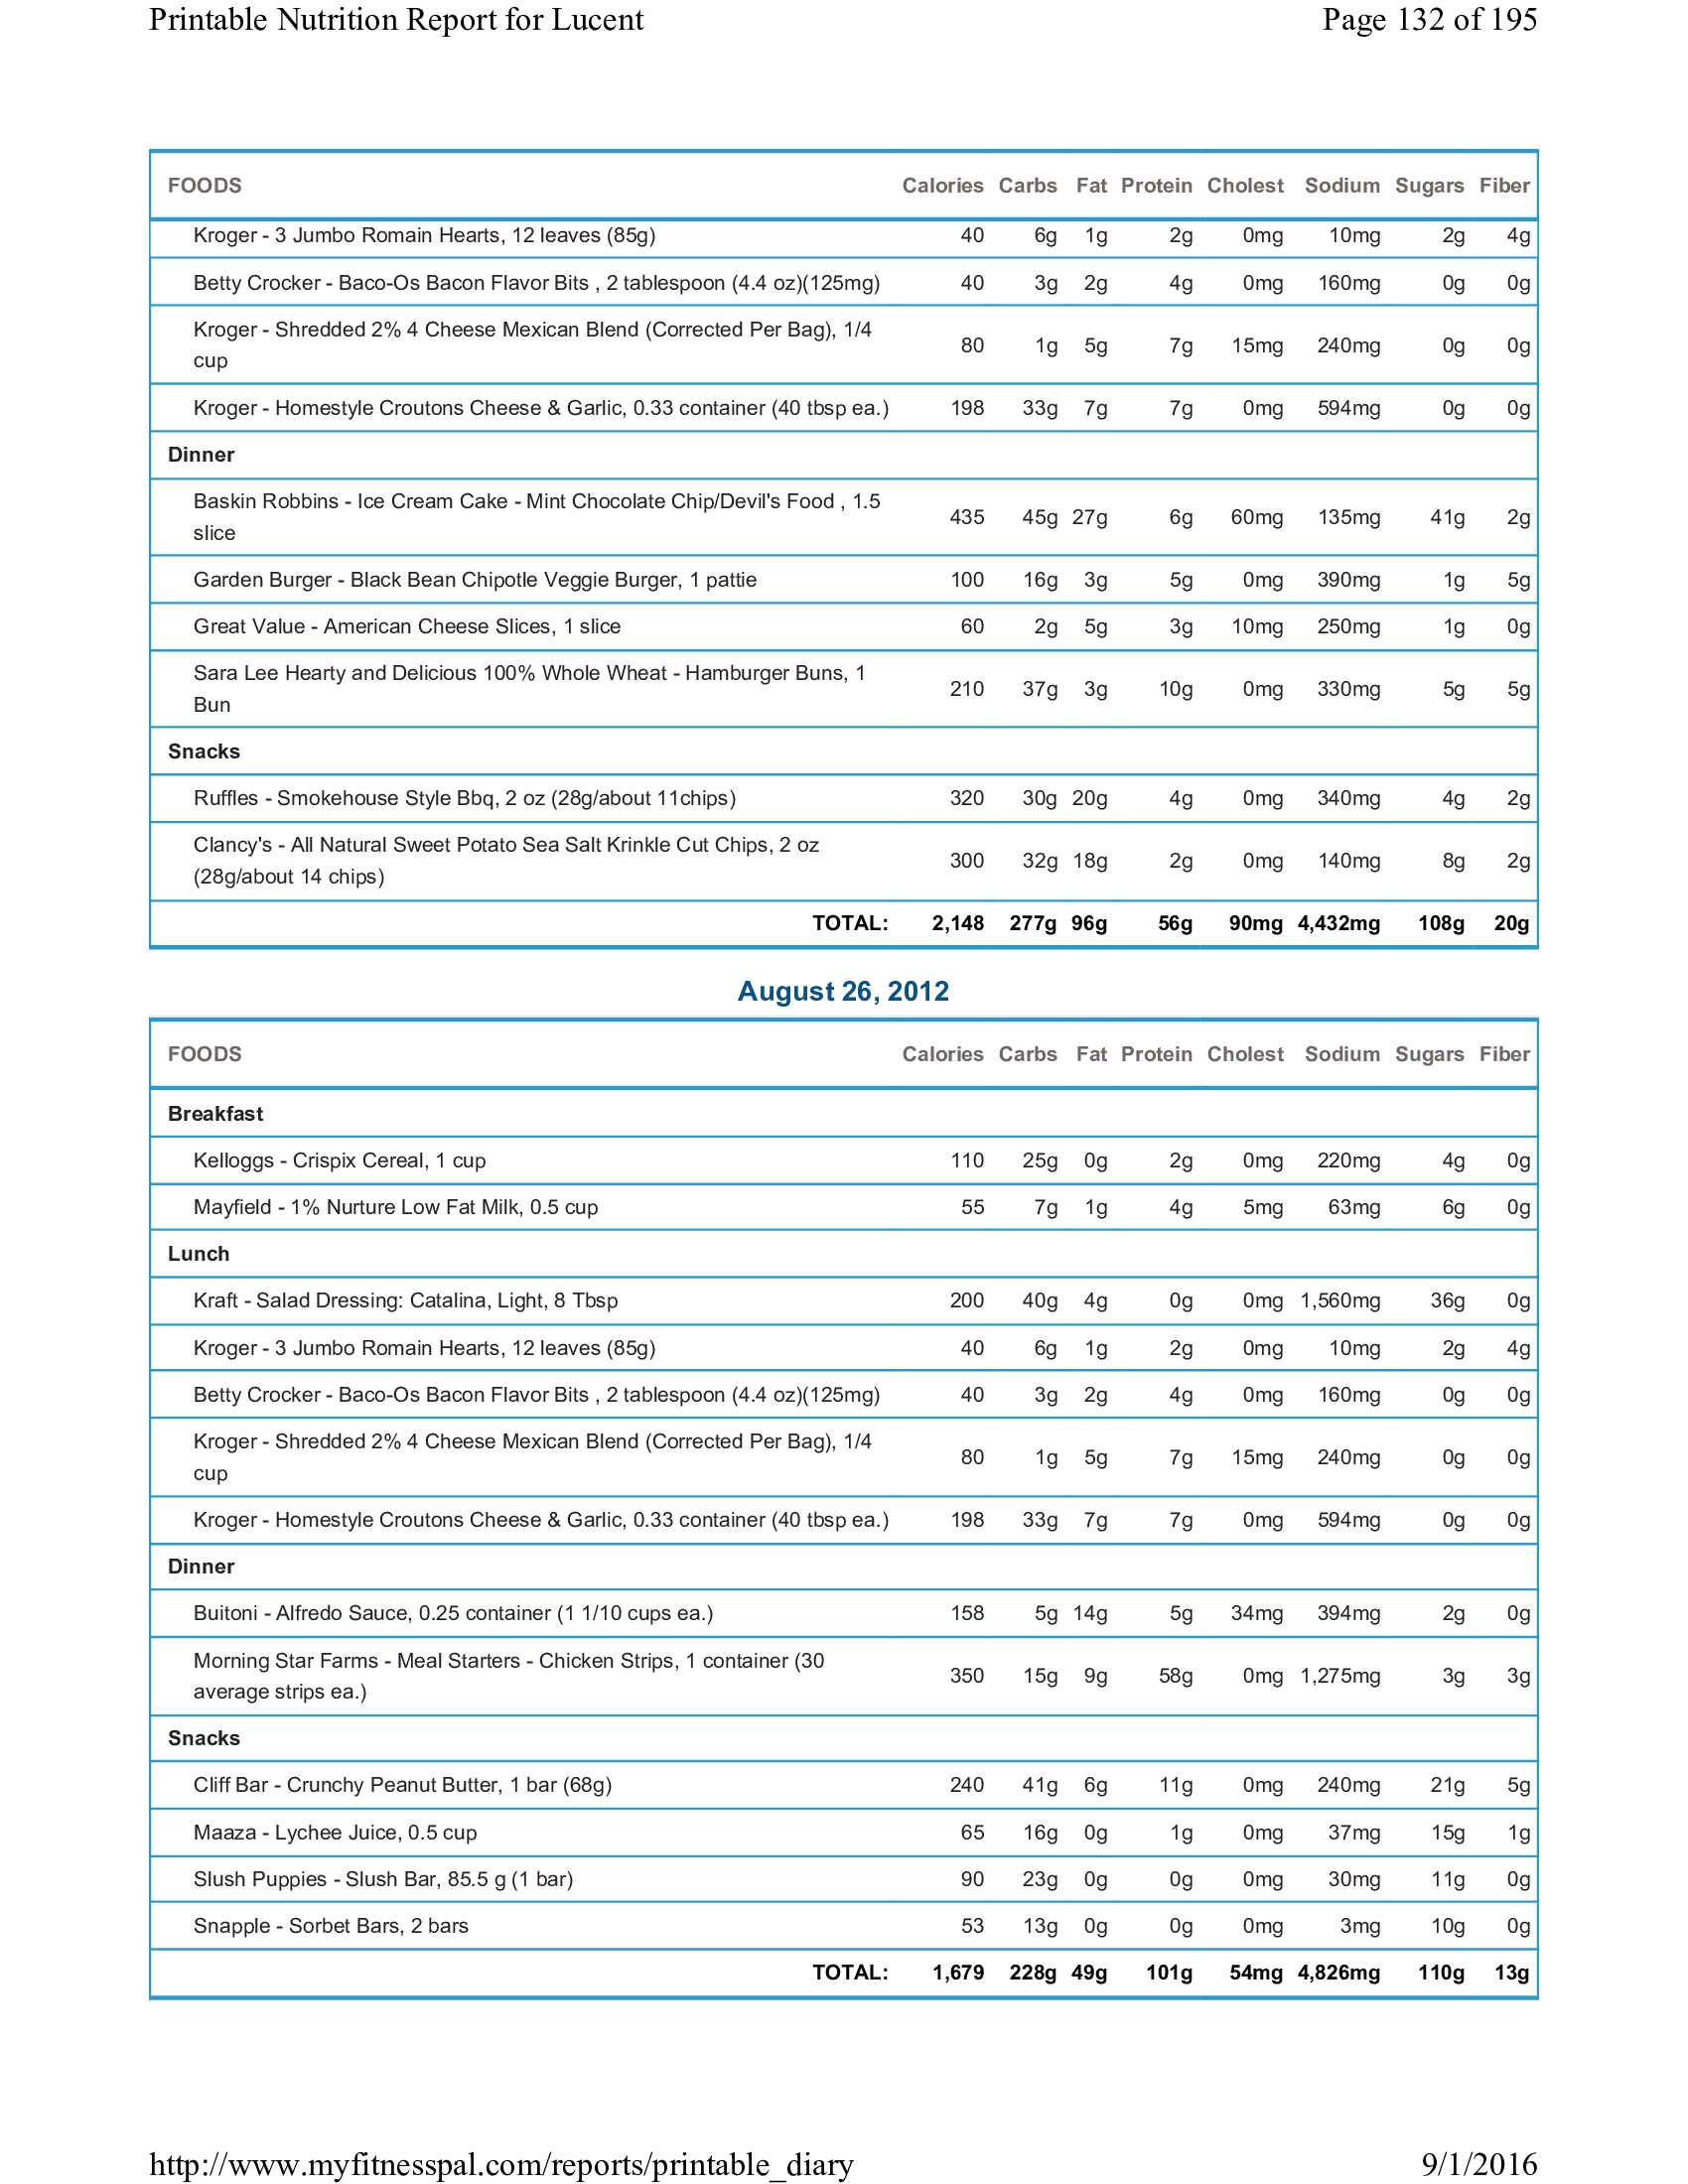 Printable Nutrition Report for Lucent Page 132 of 195
FOODS Calories Carbs Fat Protein Cholest Sodium Sugars Fiber
Kroger - 3 Jumbo Romain Hearts, 12 leaves (85g) 40 6g 1g 2g 0mg 10mg 2g 4g
Betty Crocker - Baco-Os Bacon Flavor Bits , 2 tablespoon (4.4 oz)(125mg) 40 3g 2g 4g 0mg 160mg 0g 0g
Kroger - Shredded 2% 4 Cheese Mexican Blend (Corrected Per Bag), 1/4
cup 80 1g 5g 7g 15mg 240mg 0g 0g
Kroger - Homestyle Croutons Cheese & Garlic, 0.33 container (40 tbsp ea.) 198 33g 7g 7g 0mg 594mg 0g 0g
Dinner
Baskin Robbins - Ice Cream Cake - Mint Chocolate Chip/Devil's Food , 1.5
slice 435 45g 27g 6g 60mg 135mg 41g 2g
Garden Burger - Black Bean Chipotle Veggie Burger, 1 pattie 100 16g 3g 5g 0mg 390mg 1g 5g
Great Value - American Cheese Slices, 1 slice 60 2g 5g 3g 10mg 250mg 1g 0g
Sara Lee Hearty and Delicious 100% Whole Wheat - Hamburger Buns, 1
Bun 210 37g 3g 10g 0mg 330mg 5g 5g
Snacks
Ruffles - Smokehouse Style Bbq, 2 oz (28g/about 11chips) 320 30g 20g 4g 0mg 340mg 4g 2g
Clancy's - All Natural Sweet Potato Sea Salt Krinkle Cut Chips, 2 oz
(28g/about 14 chips) 300 32g 18g 2g 0mg 140mg 8g 2g
TOTAL: 2,148 277g 96g 56g 90mg 4,432mg 108g 20g
August 26, 2012
FOODS Calories Carbs Fat Protein Cholest Sodium Sugars Fiber
Breakfast
Kelloggs - Crispix Cereal, 1 cup 110 25g 0g 2g 0mg 220mg 4g 0g
Mayfield - 1% Nurture Low Fat Milk, 0.5 cup 55 7g 1g 4g 5mg 63mg 6g 0g
Lunch
Kraft - Salad Dressing: Catalina, Light, 8 Tbsp 200 40g 4g 0g 0mg 1,560mg 36g 0g
Kroger - 3 Jumbo Romain Hearts, 12 leaves (85g) 40 6g 1g 2g 0mg 10mg 2g 4g
Betty Crocker - Baco-Os Bacon Flavor Bits , 2 tablespoon (4.4 oz)(125mg) 40 3g 2g 4g 0mg 160mg 0g 0g
Kroger - Shredded 2% 4 Cheese Mexican Blend (Corrected Per Bag), 1/4
cup 80 1g 5g 7g 15mg 240mg 0g 0g
Kroger - Homestyle Croutons Cheese & Garlic, 0.33 container (40 tbsp ea.) 198 33g 7g 7g 0mg 594mg 0g 0g
Dinner
Buitoni - Alfredo Sauce, 0.25 container (1 1/10 cups ea.) 158 5g 14g 5g 34mg 394mg 2g 0g
Morning Star Farms - Meal Starters - Chicken Strips, 1 container (30
average strips ea.) 350 15g 9g 58g 0mg 1,275mg 3g 3g
Snacks
Cliff Bar - Crunchy Peanut Butter, 1 bar (68g) 240 41g 6g 11g 0mg 240mg 21g 5g
Maaza - Lychee Juice, 0.5 cup 65 16g 0g 1g 0mg 37mg 15g 1g
Slush Puppies - Slush Bar, 85.5 g (1 bar) 90 23g 0g 0g 0mg 30mg 11g 0g
Snapple - Sorbet Bars, 2 bars 53 13g 0g 0g 0mg 3mg 10g 0g
TOTAL: 1,679 228g 49g 101g 54mg 4,826mg 110g 13g
http://www.myfitnesspal.com/reports/printable_diary 9/1/2016